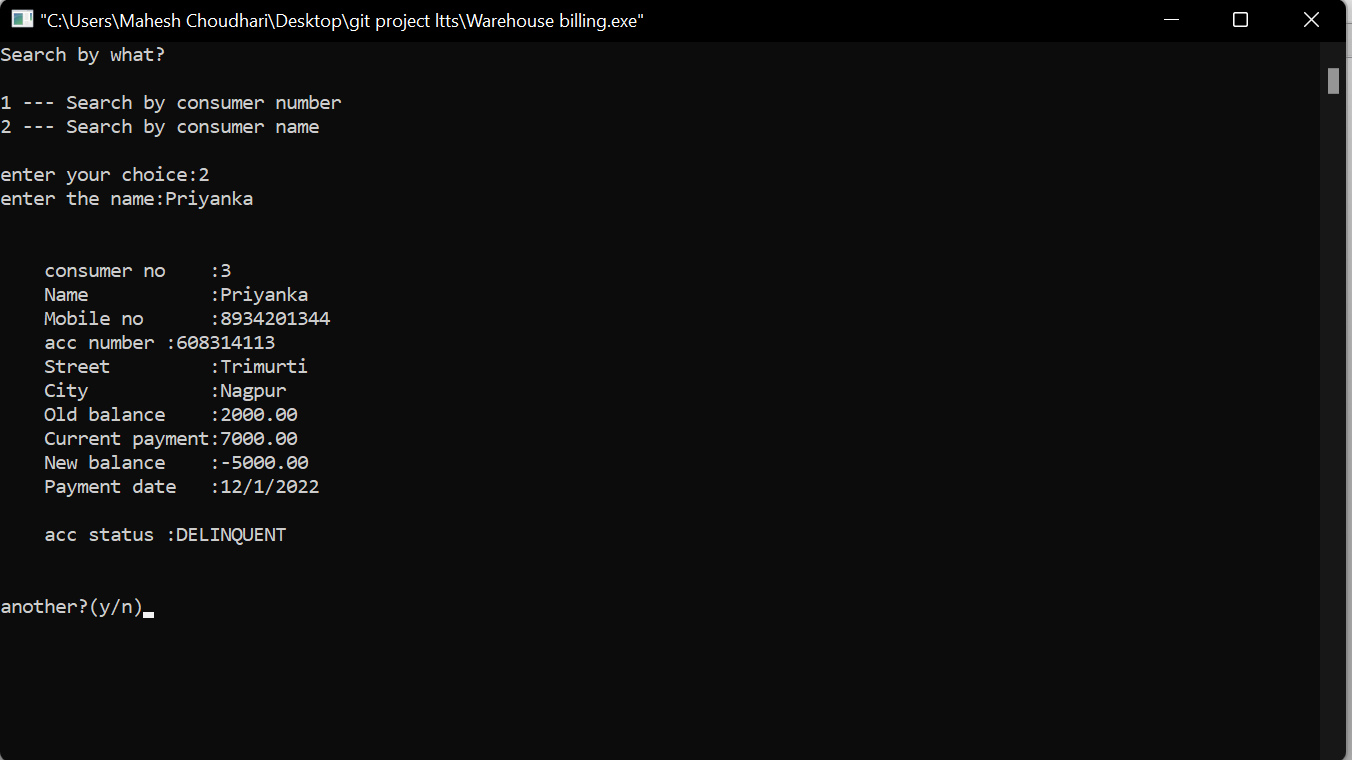 "C:\Users\Mahesh Choudhari\Desktop\git project ltts\Warehouse billing.exe"
Search by what?
1 --- Search by consumer number
2 --- Search by consumer name
enter your choice:2
enter the name:Priyanka
consumer no    :3
Name           :Priyanka
Mobile no      :8934201344
acc number :608314113
Street         :Trimurti
City           :Nagpur
Old balance    :2000.00
Current payment:7000.00
New balance    :-5000.00
Payment date   :12/1/2022
acc status :DELINQUENT
another?(y/n)